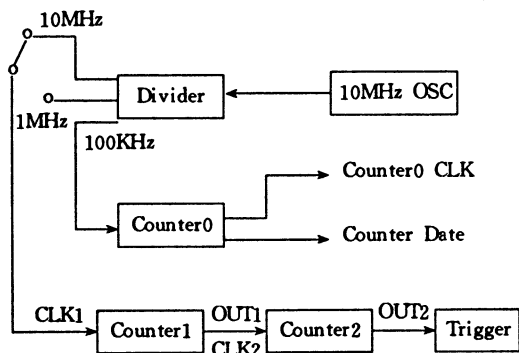 10MHz
Divider
10MHz OSC
1MHz
100KHz
Counter0 CLK
Counter0
Counter Date
CLK1
Counter1
OUT1
CLK2
Counter2
OUT2
Trigger